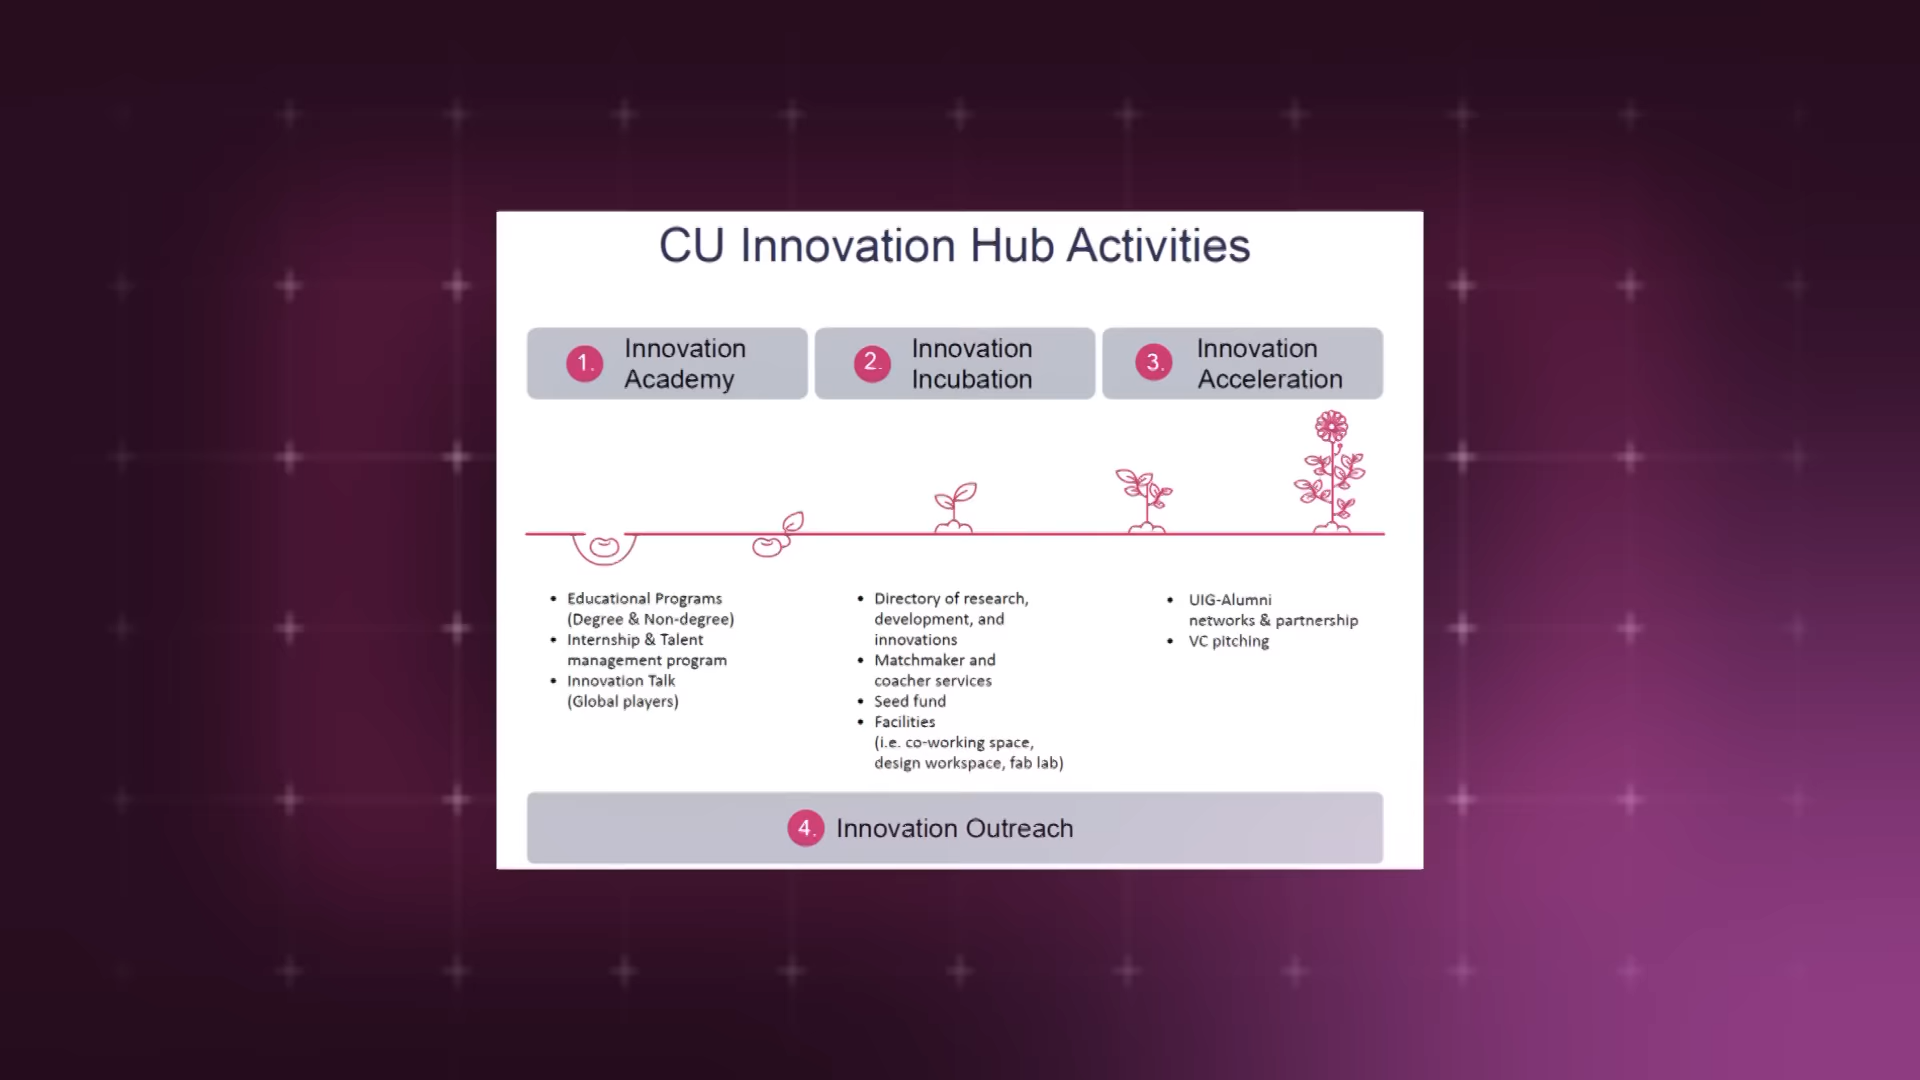 CU Innovation Hub Activities
1. Innovation
Academy
2. Innovation
Incubation
3. Innovation
Acceleration
• Educational Programs
(Degree & Non-degree)
• Internship & Talent
management program
• Innovation Talk
(Global players)
• Directory of research,
development, and
innovations
• Matchmaker and
coacher services
• Seed fund
• Facilities
(i.e. co-working space,
design workspace, fab lab)
• UIG-Alumni
networks & partnership
• VC pitching
4. Innovation Outreach